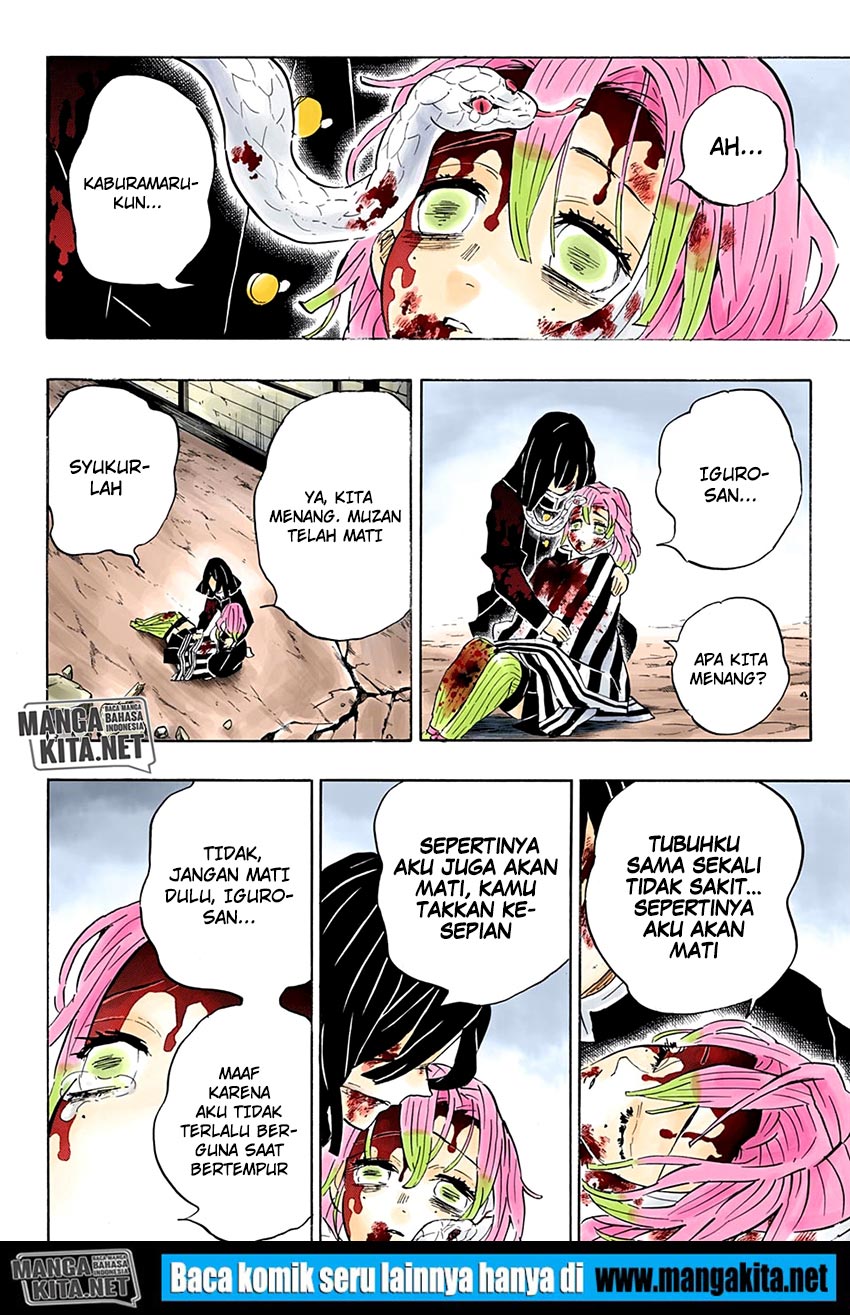 AH...
KABURAMARU-
KUN...
IGURO-
SAN...
APA KITA
MENANG?
YA, KITA
MENANG. MUZAN
TELAH MATI
SYUKUR-
LAH
MANGA
KITA.NET
BACA MANGA
BAHASA
INDONESIA
TUBUHKU
SAMA SEKALI
TIDAK SAKIT...
SEPERTINYA
AKU AKAN
MATI
SEPERTINYA
AKU JUGA AKAN
MATI, KAMU
TAKKAN KE-
SEPIAN
TIDAK,
JANGAN MATI
DULU, IGURO-
SAN...
MAAF
KARENA
AKU TIDAK
TERLALU BER-
GUNA SAAT
BERTEMPUR
MANGA
KITA.NET
BACA MANGA
BAHASA
INDONESIA
Baca komik seru lainnya hanya di www.mangakita.net